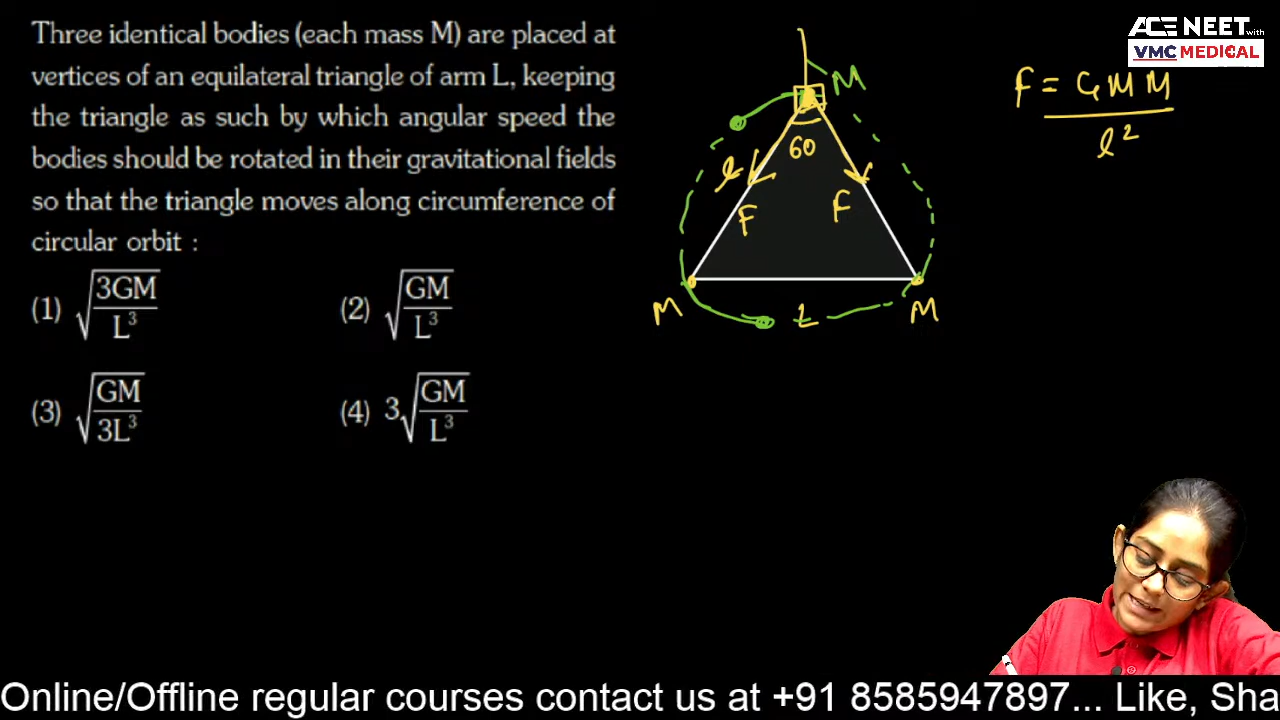 ACE NEET with
VMC MEDICAL
Three identical bodies (each mass M) are placed at
vertices of an equilateral triangle of arm L, keeping
the triangle as such by which angular speed the
bodies should be rotated in their gravitational fields
so that the triangle moves along circumference of
circular orbit :
(1) √(3GM/L³)
(2) √(GM/L³)
(3) √(GM/3L³)
(4) 3√(GM/L³)
M
60
l
F
F
M
L
M
F = GMM/l²
Online/Offline regular courses contact us at +91 8585947897... Like, Sha